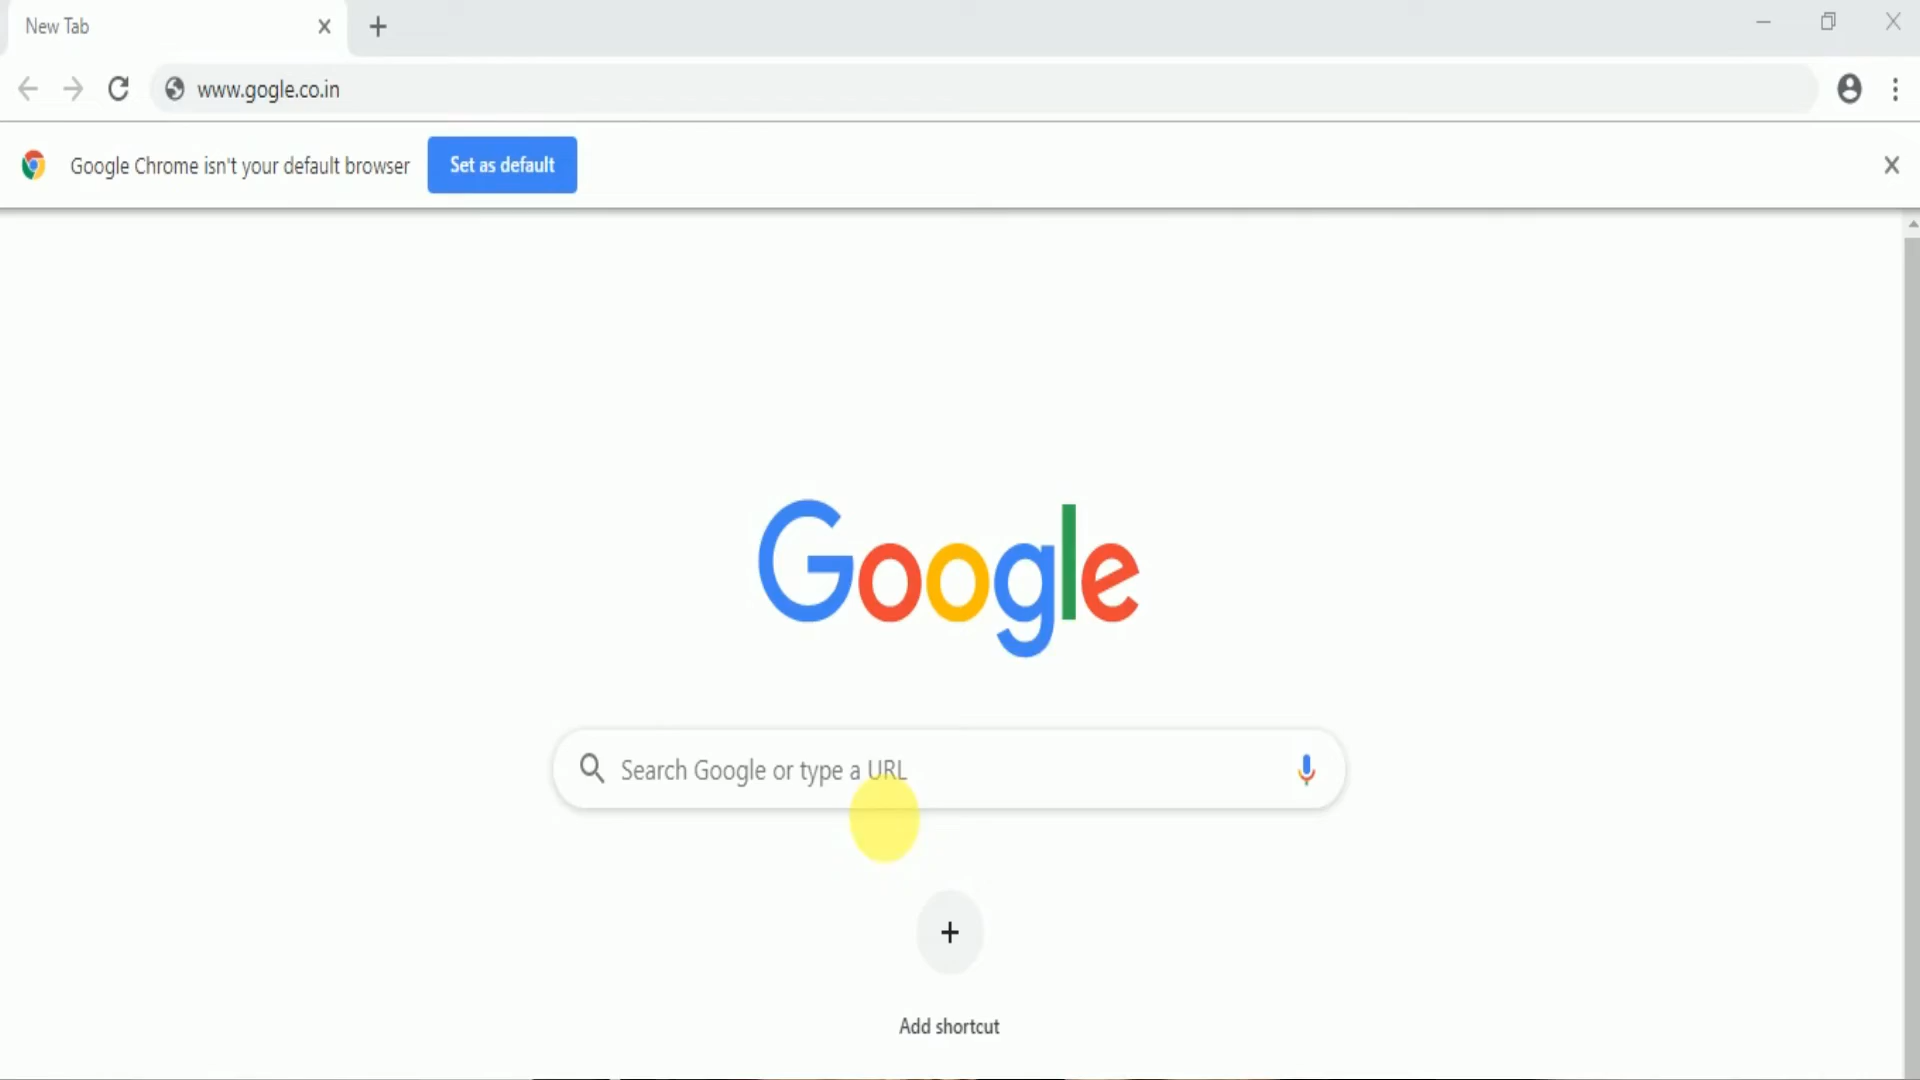 New Tab
www.gogle.co.in
Google Chrome isn't your default browser
Set as default
Google
Search Google or type a URL
Add shortcut